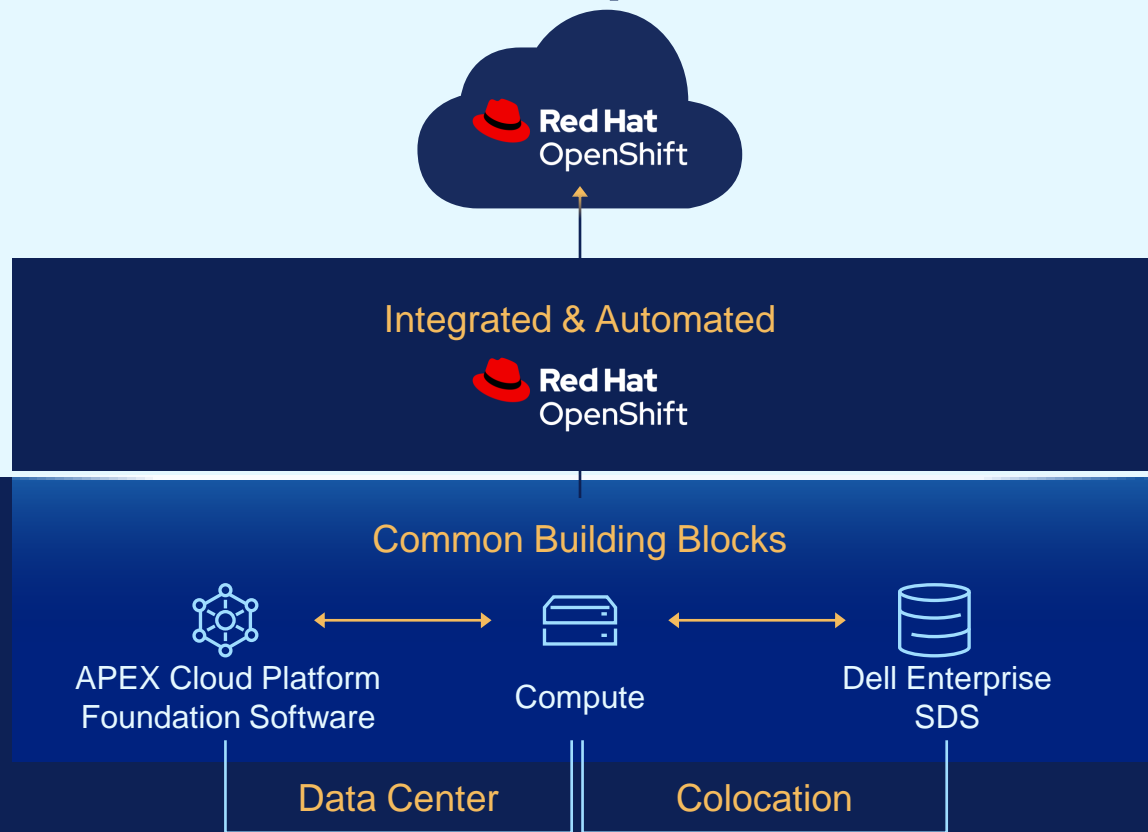 Red Hat
OpenShift
Integrated & Automated
Red Hat
OpenShift
Common Building Blocks
APEX Cloud Platform
Foundation Software
Compute
Dell Enterprise
SDS
Data Center
Colocation